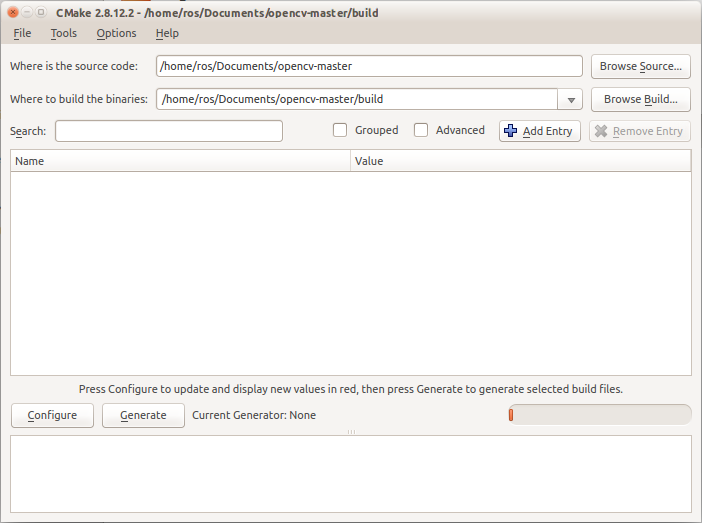 CMake 2.8.12.2 - /home/ros/Documents/opencv-master/build
File Tools Options Help
Where is the source code: /home/ros/Documents/opencv-master Browse Source...
Where to build the binaries: /home/ros/Documents/opencv-master/build Browse Build...
Search: Grouped Advanced Add Entry Remove Entry
Name Value
Press Configure to update and display new values in red, then press Generate to generate selected build files.
Configure Generate Current Generator: None